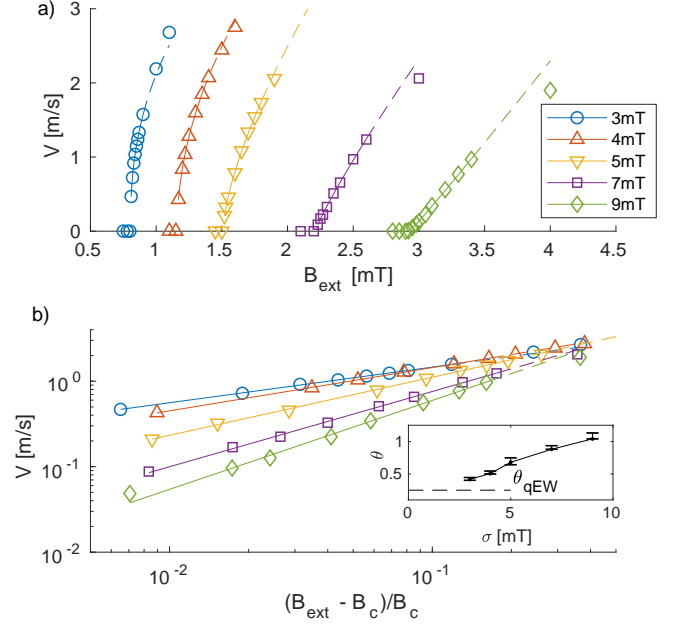 a)
3
2
1
0
V [m/s]
0.5 1 1.5 2 2.5 3 3.5 4 4.5
B_ext [mT]
3mT
4mT
5mT
7mT
9mT
b)
10^0
10^-1
10^-2
V [m/s]
10^-2 10^-1
(B_ext - B_c)/B_c
1
0.5
θ
θ_qEW
0 5 10
σ [mT]